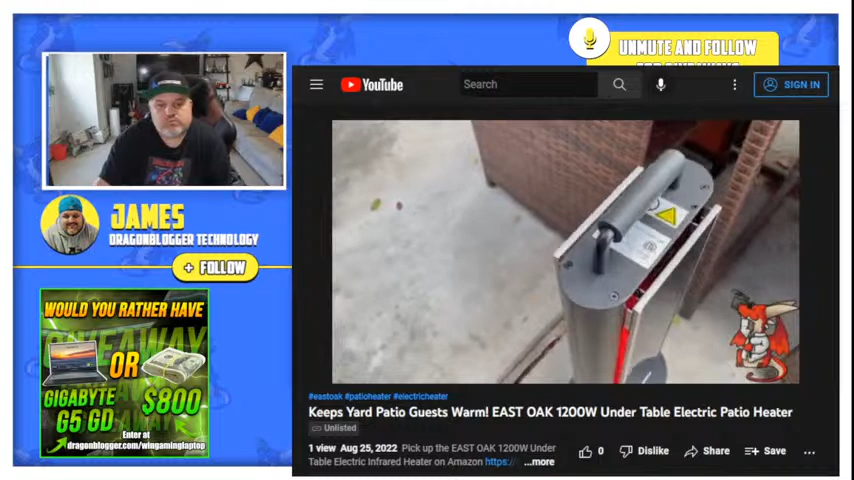 UNMUTE AND FOLLOW
YouTube
Search
SIGN IN
JAMES
DRAGONBLOGGER TECHNOLOGY
+ FOLLOW
WOULD YOU RATHER HAVE
GIVEAWAY
OR
GIGABYTE
G5 GD
$800
Enter at
dragonblogger.com/wingaminglaptop
#eastoak #patioheater #electricheater
Keeps Yard Patio Guests Warm! EAST OAK 1200W Under Table Electric Patio Heater
Unlisted
1 view Aug 25, 2022 Pick up the EAST OAK 1200W Under
Table Electric Infrared Heater on Amazon https:/ ...more
0
Dislike
Share
Save